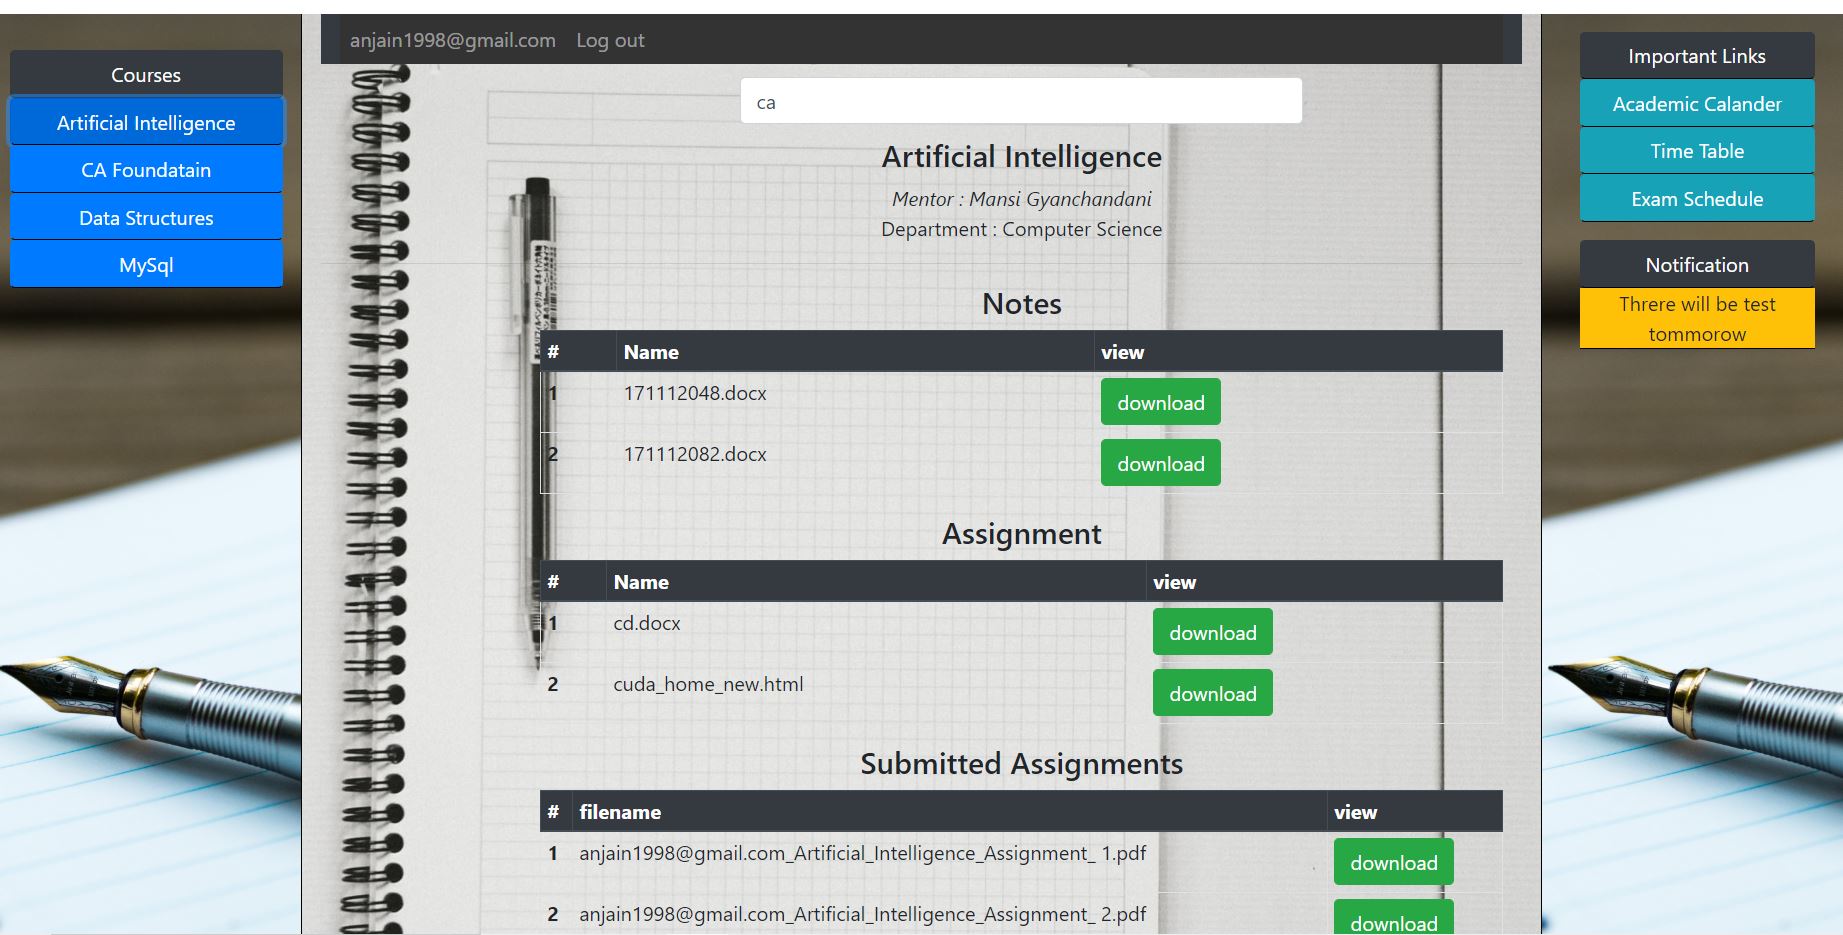 anjain1998@gmail.com Log out
Courses
Artificial Intelligence
CA Foundatain
Data Structures
MySql
ca
Artificial Intelligence
Mentor : Mansi Gyanchandani
Department : Computer Science
Notes
# Name view
1 171112048.docx download
2 171112082.docx download
Assignment
# Name view
1 cd.docx download
2 cuda_home_new.html download
Submitted Assignments
# filename view
1 anjain1998@gmail.com_Artificial_Intelligence_Assignment_ 1.pdf download
2 anjain1998@gmail.com_Artificial_Intelligence_Assignment_ 2.pdf download
Important Links
Academic Calander
Time Table
Exam Schedule
Notification
Threre will be test
tommorow